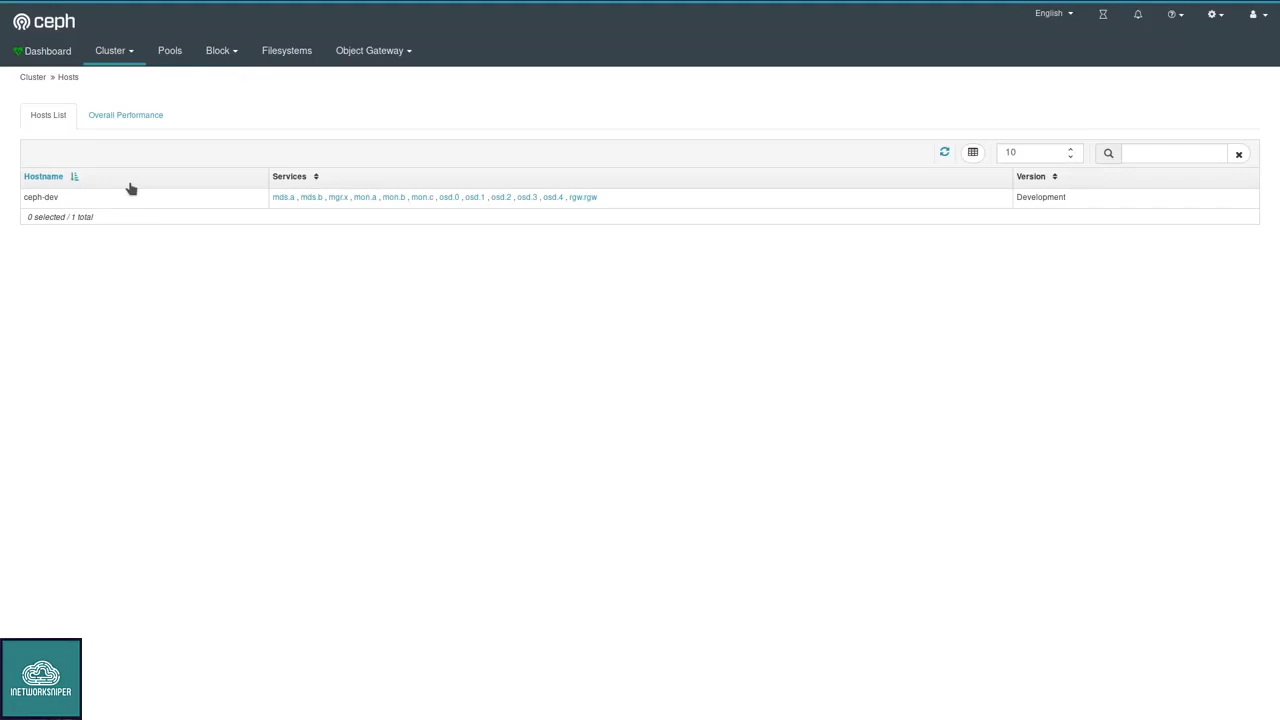 ceph
English
Dashboard Cluster Pools Block Filesystems Object Gateway
Cluster » Hosts
Hosts List Overall Performance
10
Hostname Services Version
ceph-dev mds.a , mds.b , mgr.x , mon.a , mon.b , mon.c , osd.0 , osd.1 , osd.2 , osd.3 , osd.4 , rgw.rgw Development
0 selected / 1 total
INETWORKSNIPER